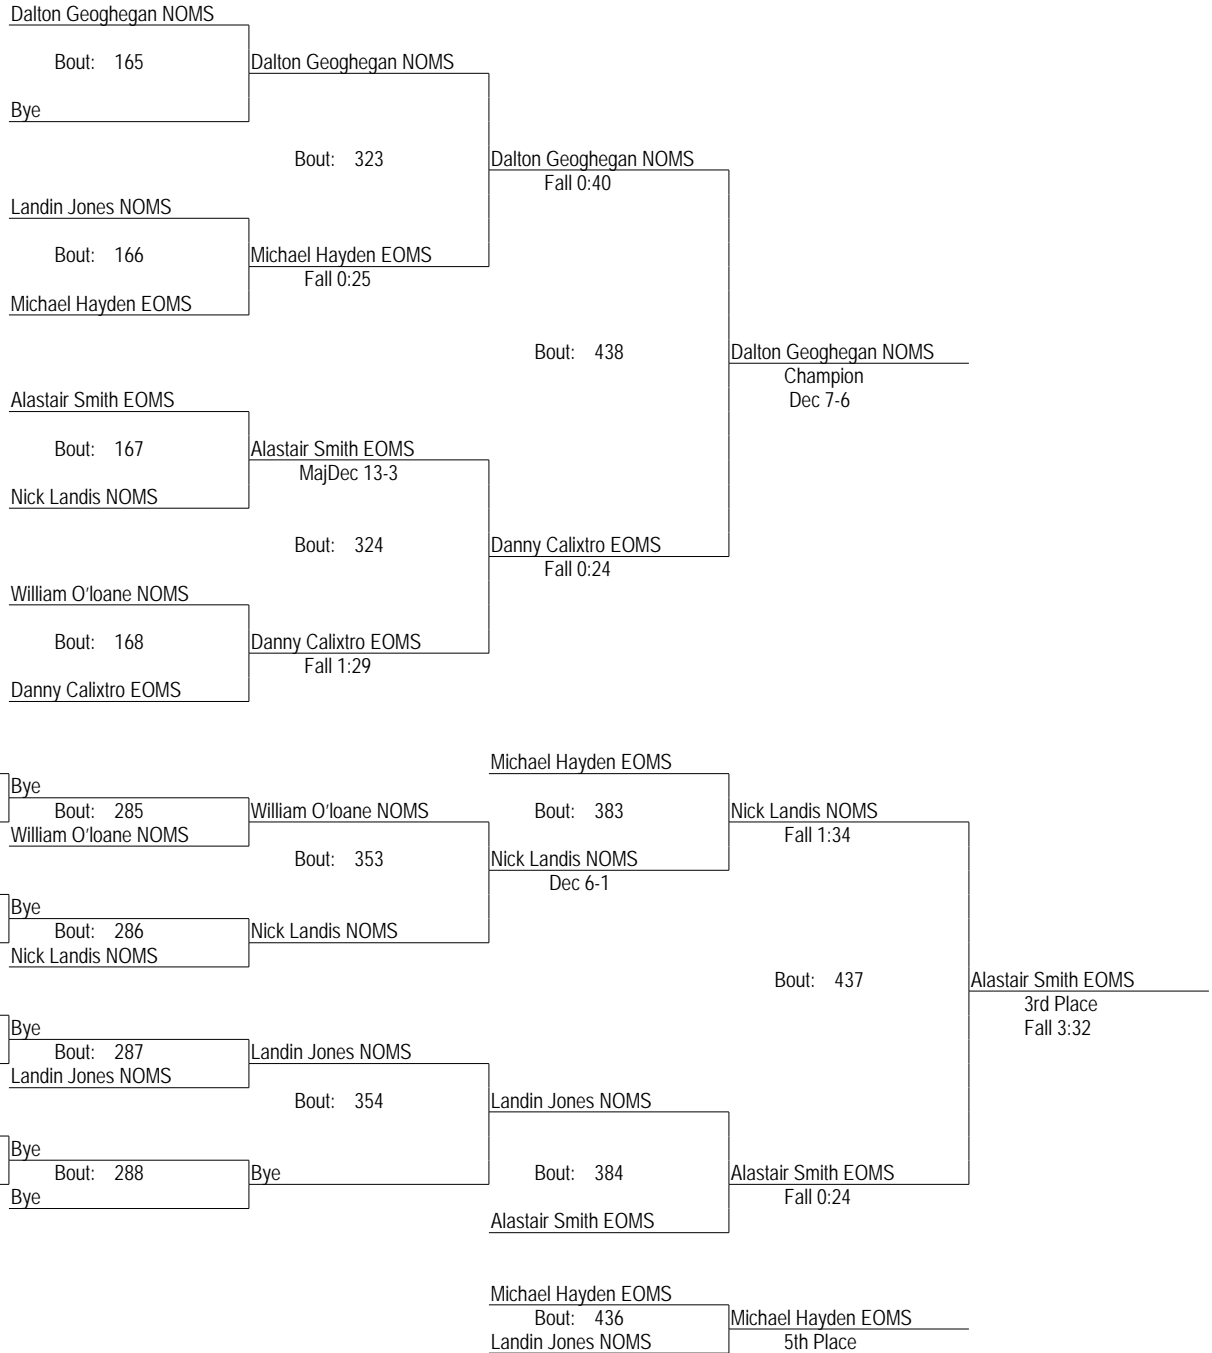 Dalton Geoghegan NOMS
Bout: 165
Dalton Geoghegan NOMS
Bye
Bout: 323
Dalton Geoghegan NOMS
Fall 0:40
Landin Jones NOMS
Bout: 166
Michael Hayden EOMS
Fall 0:25
Michael Hayden EOMS
Bout: 438
Dalton Geoghegan NOMS
Champion
Dec 7-6
Alastair Smith EOMS
Bout: 167
Alastair Smith EOMS
MajDec 13-3
Nick Landis NOMS
Bout: 324
Danny Calixtro EOMS
Fall 0:24
William O'loane NOMS
Bout: 168
Danny Calixtro EOMS
Fall 1:29
Danny Calixtro EOMS
Michael Hayden EOMS
Bye
Bout: 285
William O'loane NOMS
Bout: 383
Nick Landis NOMS
William O'loane NOMS
Fall 1:34
Bout: 353
Nick Landis NOMS
Dec 6-1
Bye
Bout: 286
Nick Landis NOMS
Nick Landis NOMS
Bout: 437
Alastair Smith EOMS
3rd Place
Fall 3:32
Bye
Bout: 287
Landin Jones NOMS
Landin Jones NOMS
Bout: 354
Landin Jones NOMS
Bye
Bout: 288
Bye
Bout: 384
Alastair Smith EOMS
Bye
Fall 0:24
Alastair Smith EOMS
Michael Hayden EOMS
Bout: 436
Michael Hayden EOMS
Landin Jones NOMS
5th Place